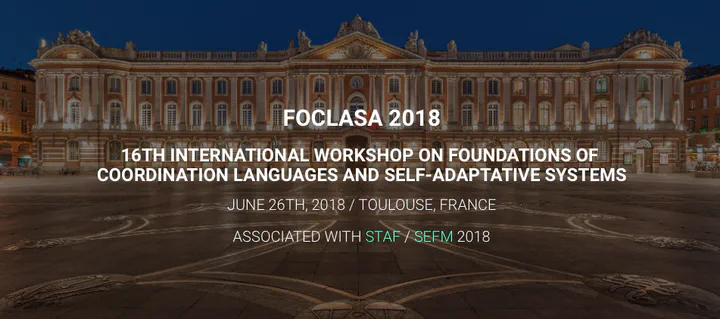 FOCLASA 2018
16TH INTERNATIONAL WORKSHOP ON FOUNDATIONS OF
COORDINATION LANGUAGES AND SELF-ADAPTATIVE SYSTEMS
JUNE 26TH, 2018 / TOULOUSE, FRANCE
ASSOCIATED WITH STAF / SEFM 2018